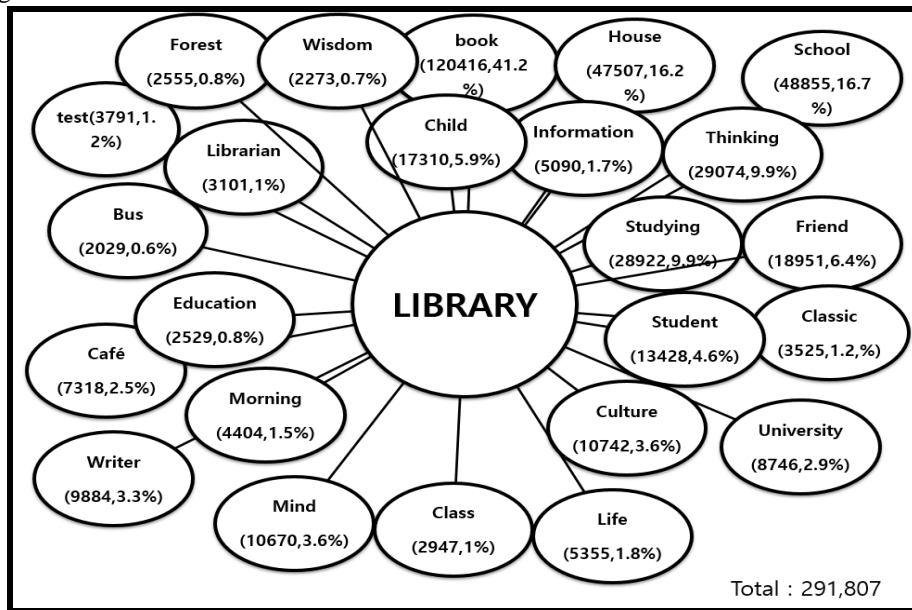 Forest
(2555,0.8%)
Wisdom
(2273,0.7%)
book
(120416,41.2
%)
House
(47507,16.2
%)
School
(48855,16.7
%)
test(3791,1.
2%)
Librarian
(3101,1%)
Child
(17310,5.9%)
Information
(5090,1.7%)
Thinking
(29074,9.9%)
Bus
(2029,0.6%)
Studying
(28922,9.9%)
Friend
(18951,6.4%)
Education
(2529,0.8%)
LIBRARY
Student
(13428,4.6%)
Classic
(3525,1.2,%)
Café
(7318,2.5%)
Morning
(4404,1.5%)
Culture
(10742,3.6%)
University
(8746,2.9%)
Writer
(9884,3.3%)
Mind
(10670,3.6%)
Class
(2947,1%)
Life
(5355,1.8%)
Total : 291,807